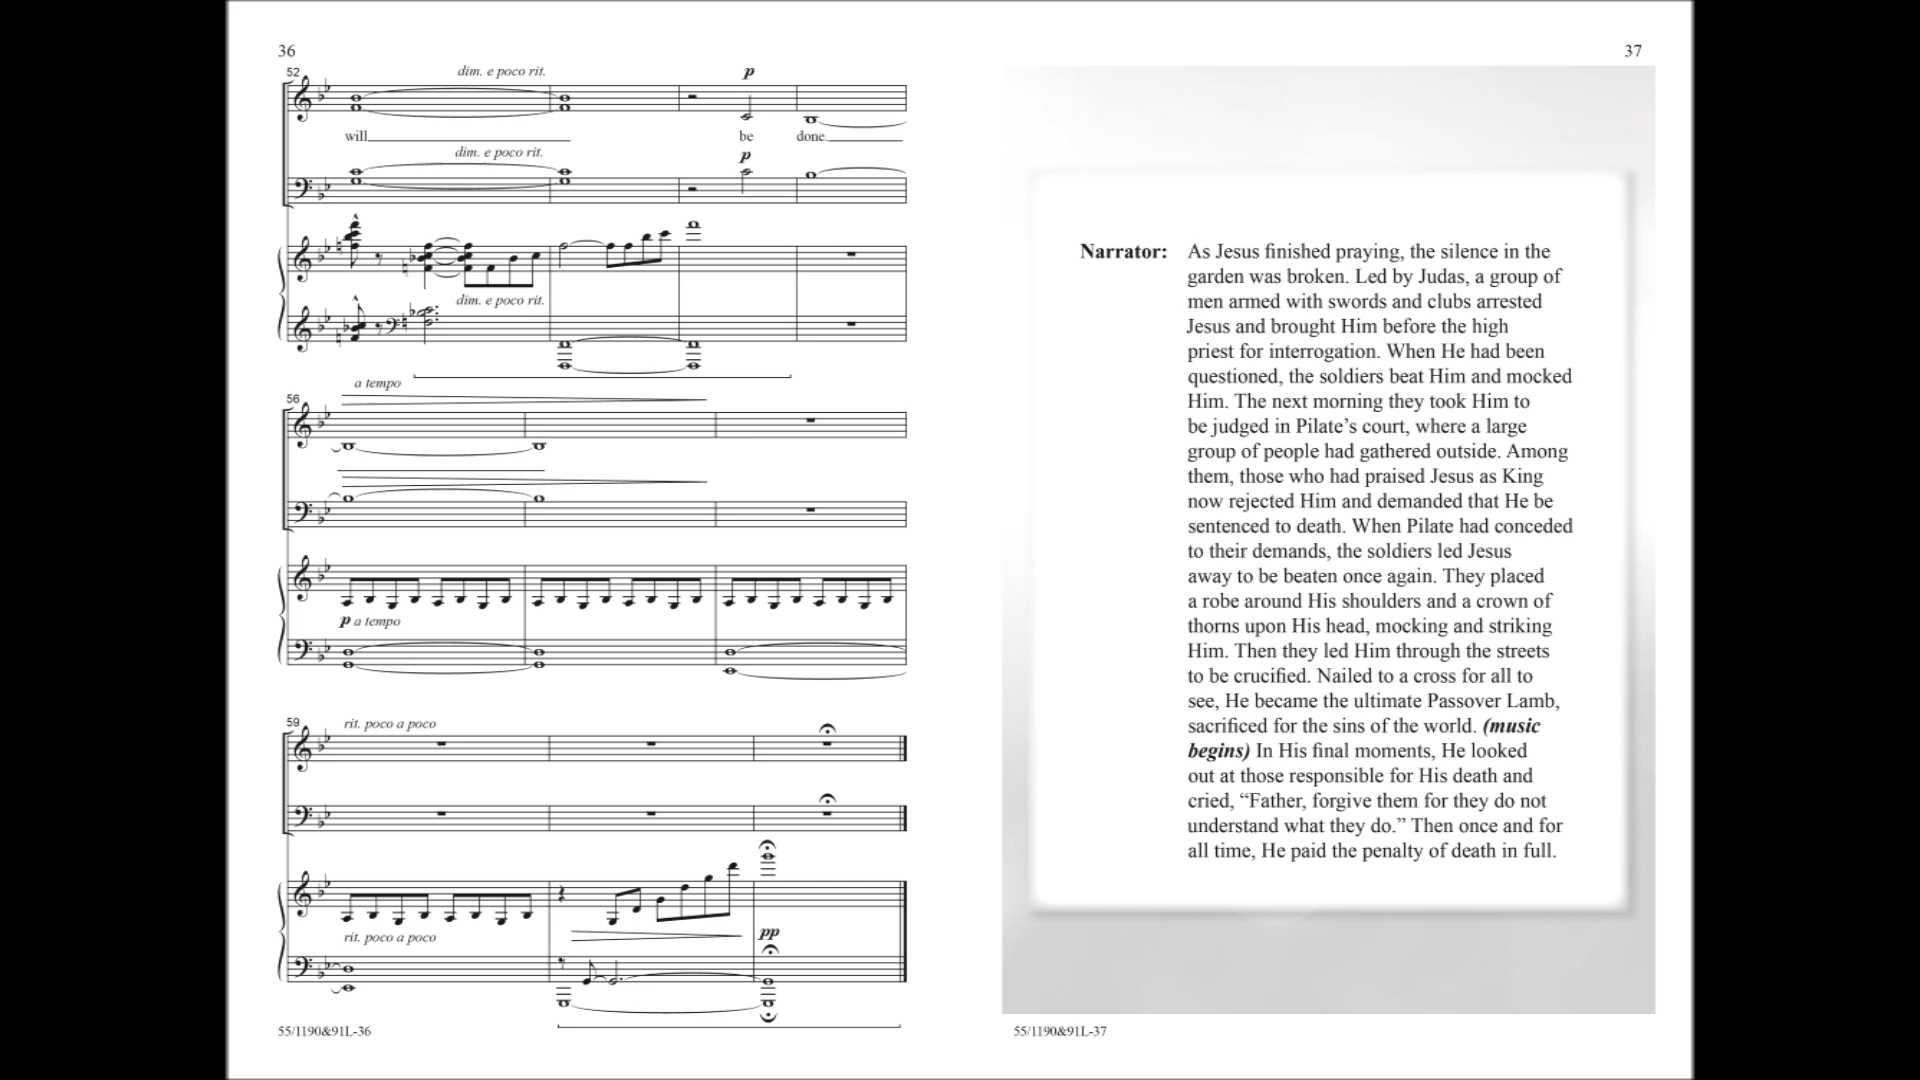 36
52
dim. e poco rit.
p
will be done
dim. e poco rit.
p
dim. e poco rit.
a tempo
56
p a tempo
59
rit. poco a poco
rit. poco a poco
pp
55/1190&91L-36
37
Narrator: As Jesus finished praying, the silence in the
garden was broken. Led by Judas, a group of
men armed with swords and clubs arrested
Jesus and brought Him before the high
priest for interrogation. When He had been
questioned, the soldiers beat Him and mocked
Him. The next morning they took Him to
be judged in Pilate’s court, where a large
group of people had gathered outside. Among
them, those who had praised Jesus as King
now rejected Him and demanded that He be
sentenced to death. When Pilate had conceded
to their demands, the soldiers led Jesus
away to be beaten once again. They placed
a robe around His shoulders and a crown of
thorns upon His head, mocking and striking
Him. Then they led Him through the streets
to be crucified. Nailed to a cross for all to
see, He became the ultimate Passover Lamb,
sacrificed for the sins of the world. (music
begins) In His final moments, He looked
out at those responsible for His death and
cried, “Father, forgive them for they do not
understand what they do.” Then once and for
all time, He paid the penalty of death in full.
55/1190&91L-37